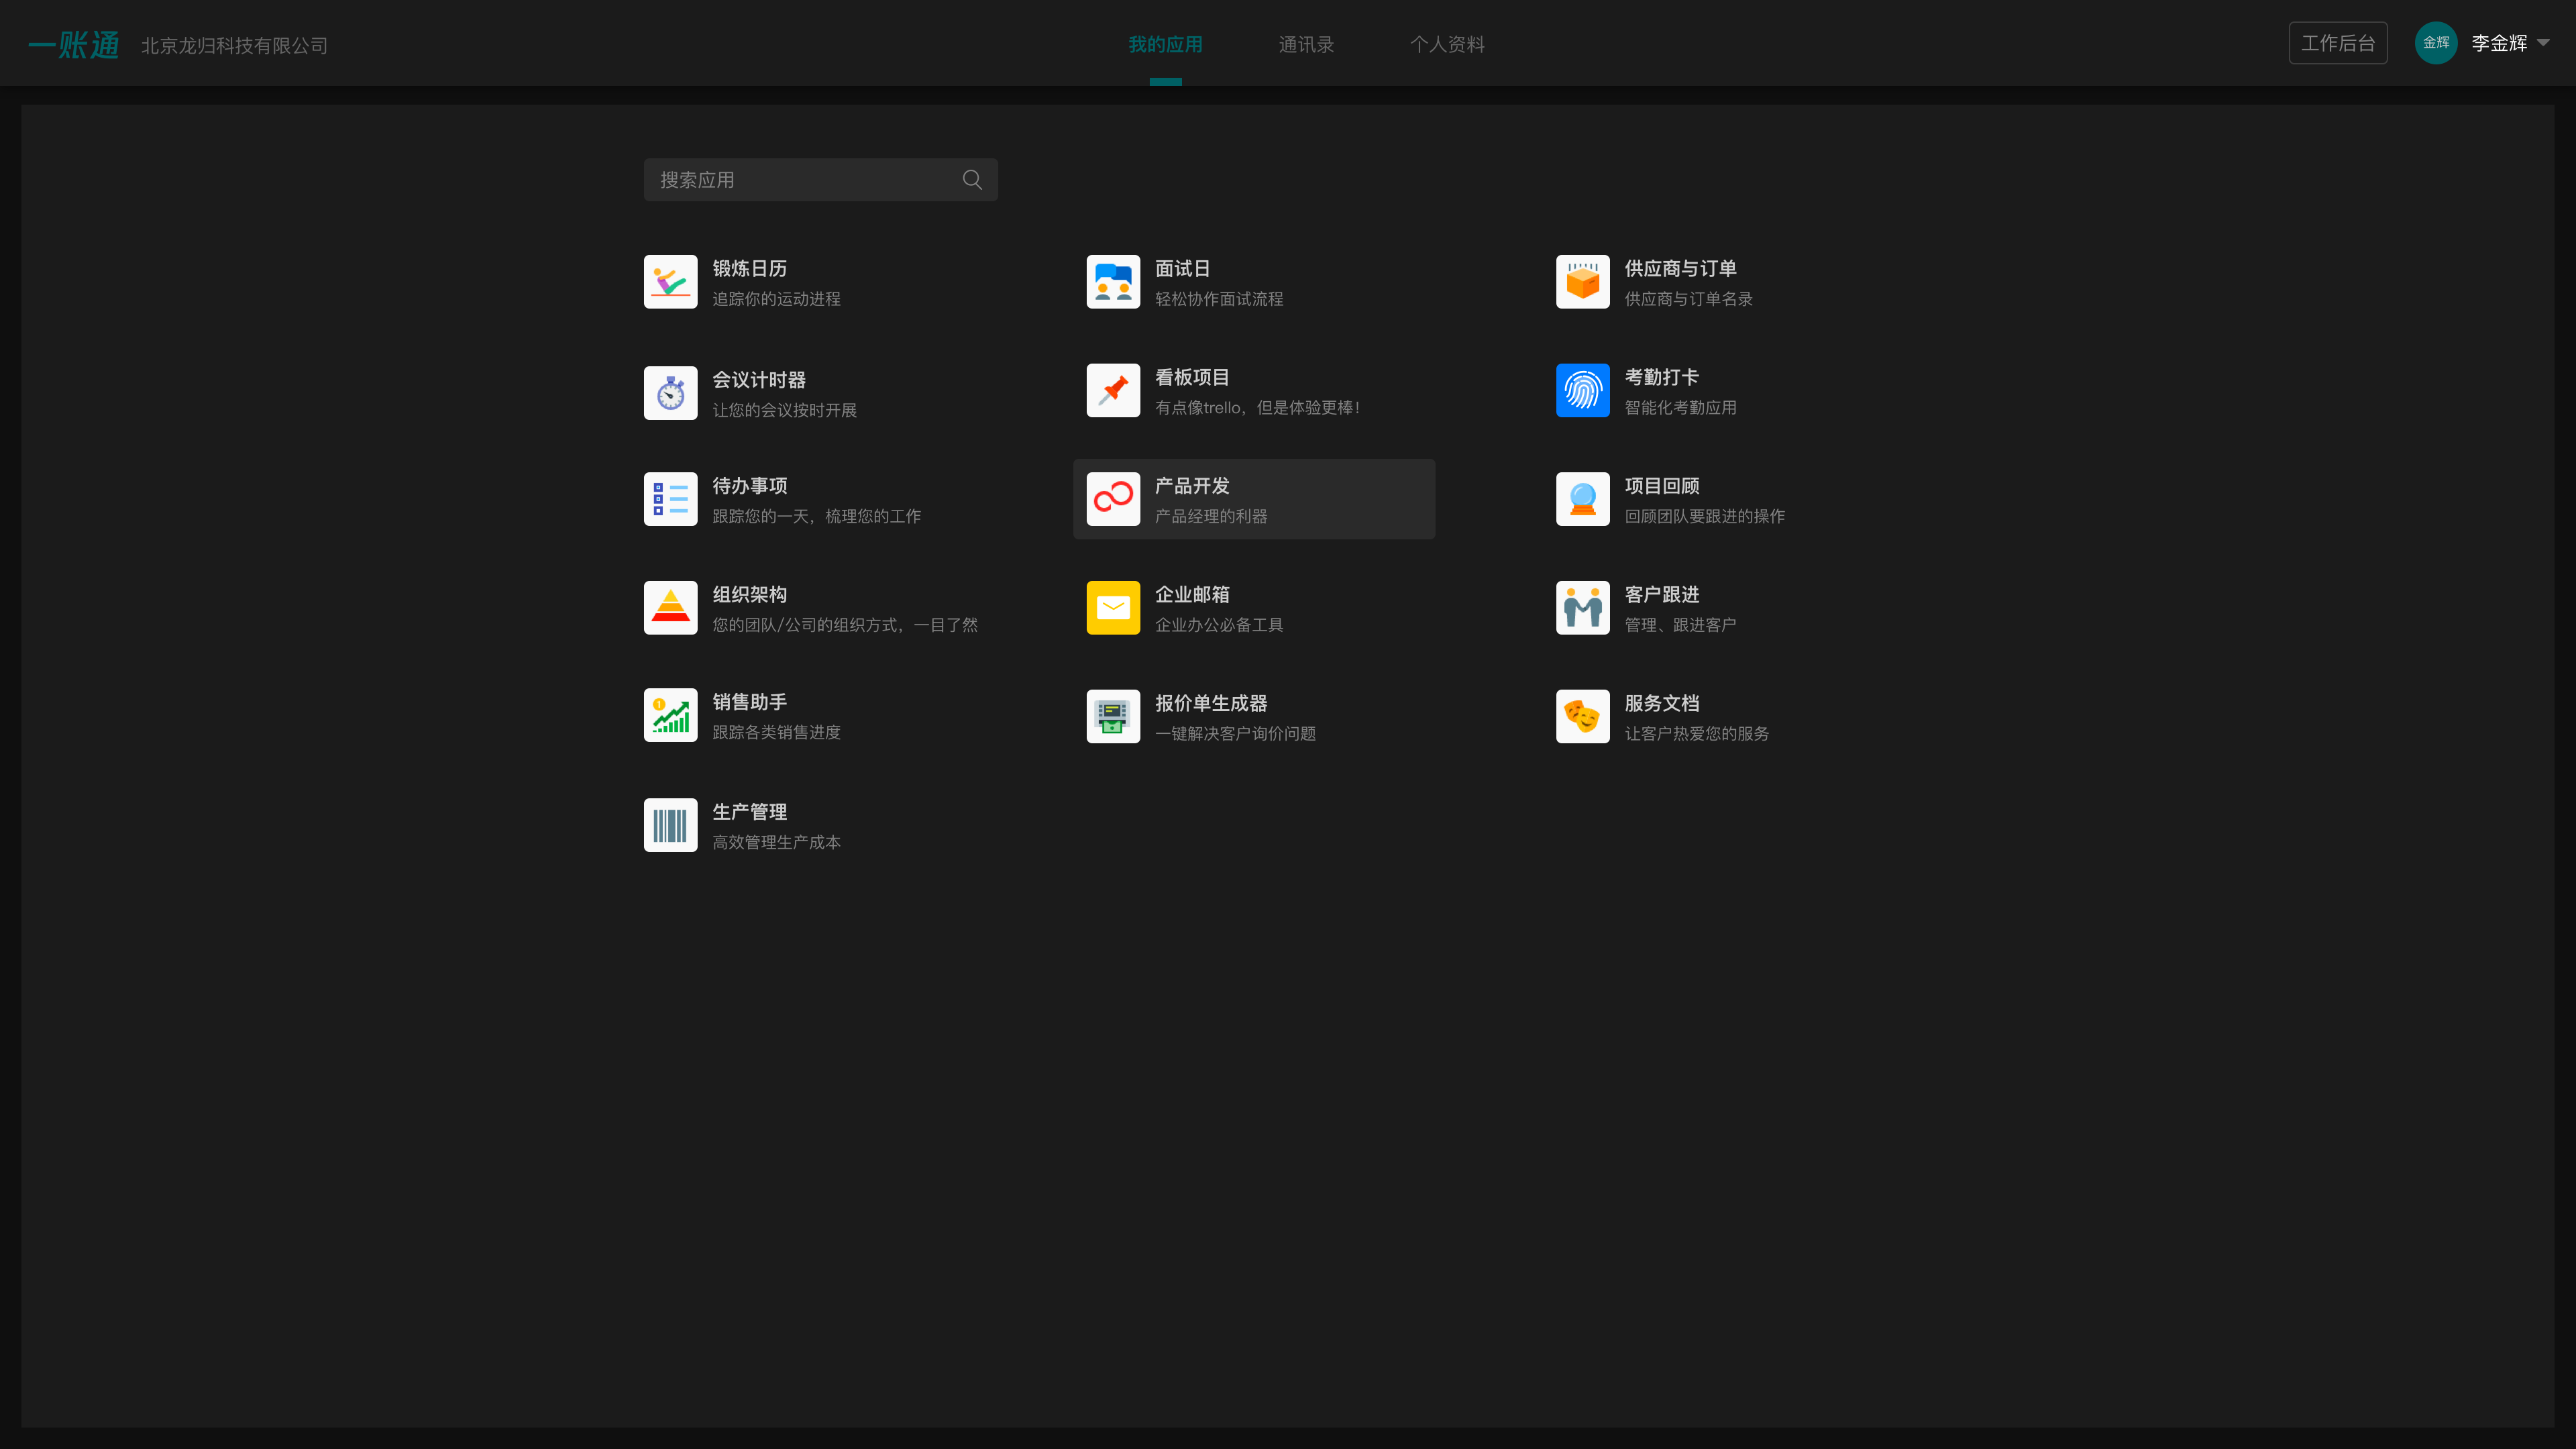 一账通
北京龙归科技有限公司
我的应用
通讯录
个人资料
工作后台
金辉
李金辉
搜索应用
锻炼日历
追踪你的运动进程
面试日
轻松协作面试流程
供应商与订单
供应商与订单名录
会议计时器
让您的会议按时开展
看板项目
有点像trello，但是体验更棒！
考勤打卡
智能化考勤应用
待办事项
跟踪您的一天，梳理您的工作
产品开发
产品经理的利器
项目回顾
回顾团队要跟进的操作
组织架构
您的团队/公司的组织方式，一目了然
企业邮箱
企业办公必备工具
客户跟进
管理、跟进客户
销售助手
跟踪各类销售进度
报价单生成器
一键解决客户询价问题
服务文档
让客户热爱您的服务
生产管理
高效管理生产成本